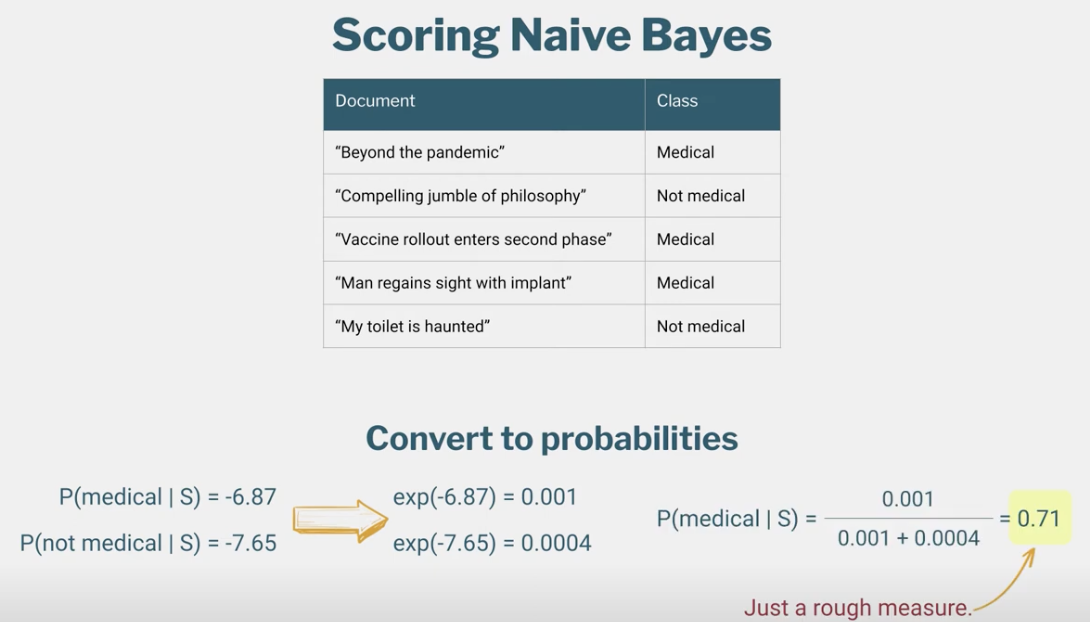 Scoring Naive Bayes
Document Class
“Beyond the pandemic” Medical
“Compelling jumble of philosophy” Not medical
“Vaccine rollout enters second phase” Medical
“Man regains sight with implant” Medical
“My toilet is haunted” Not medical
Convert to probabilities
P(medical | S) = -6.87
P(not medical | S) = -7.65
exp(-6.87) = 0.001
exp(-7.65) = 0.0004
0.001
P(medical | S) = = 0.71
0.001 + 0.0004
Just a rough measure.